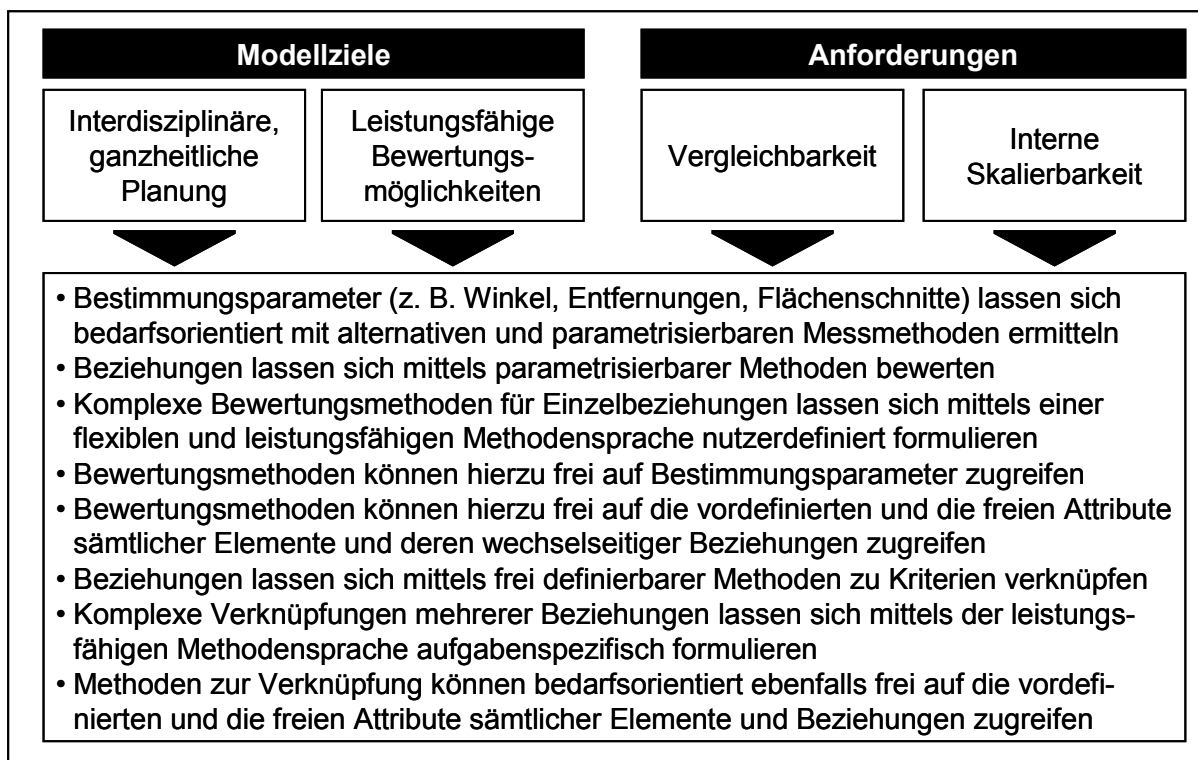 Modellziele
Anforderungen
Interdisziplinäre,
ganzheitliche
Planung
Leistungsfähige
Bewertungs-
möglichkeiten
Vergleichbarkeit
Interne
Skalierbarkeit
• Bestimmungsparameter (z. B. Winkel, Entfernungen, Flächenschnitte) lassen sich
bedarfsorientiert mit alternativen und parametrisierbaren Messmethoden ermitteln
• Beziehungen lassen sich mittels parametrisierbarer Methoden bewerten
• Komplexe Bewertungsmethoden für Einzelbeziehungen lassen sich mittels einer
flexiblen und leistungsfähigen Methodensprache nutzerdefiniert formulieren
• Bewertungsmethoden können hierzu frei auf Bestimmungsparameter zugreifen
• Bewertungsmethoden können hierzu frei auf die vordefinierten und die freien Attribute
sämtlicher Elemente und deren wechselseitiger Beziehungen zugreifen
• Beziehungen lassen sich mittels frei definierbarer Methoden zu Kriterien verknüpfen
• Komplexe Verknüpfungen mehrerer Beziehungen lassen sich mittels der leistungs-
fähigen Methodensprache aufgabenspezifisch formulieren
• Methoden zur Verknüpfung können bedarfsorientiert ebenfalls frei auf die vordefi-
nierten und die freien Attribute sämtlicher Elemente und Beziehungen zugreifen